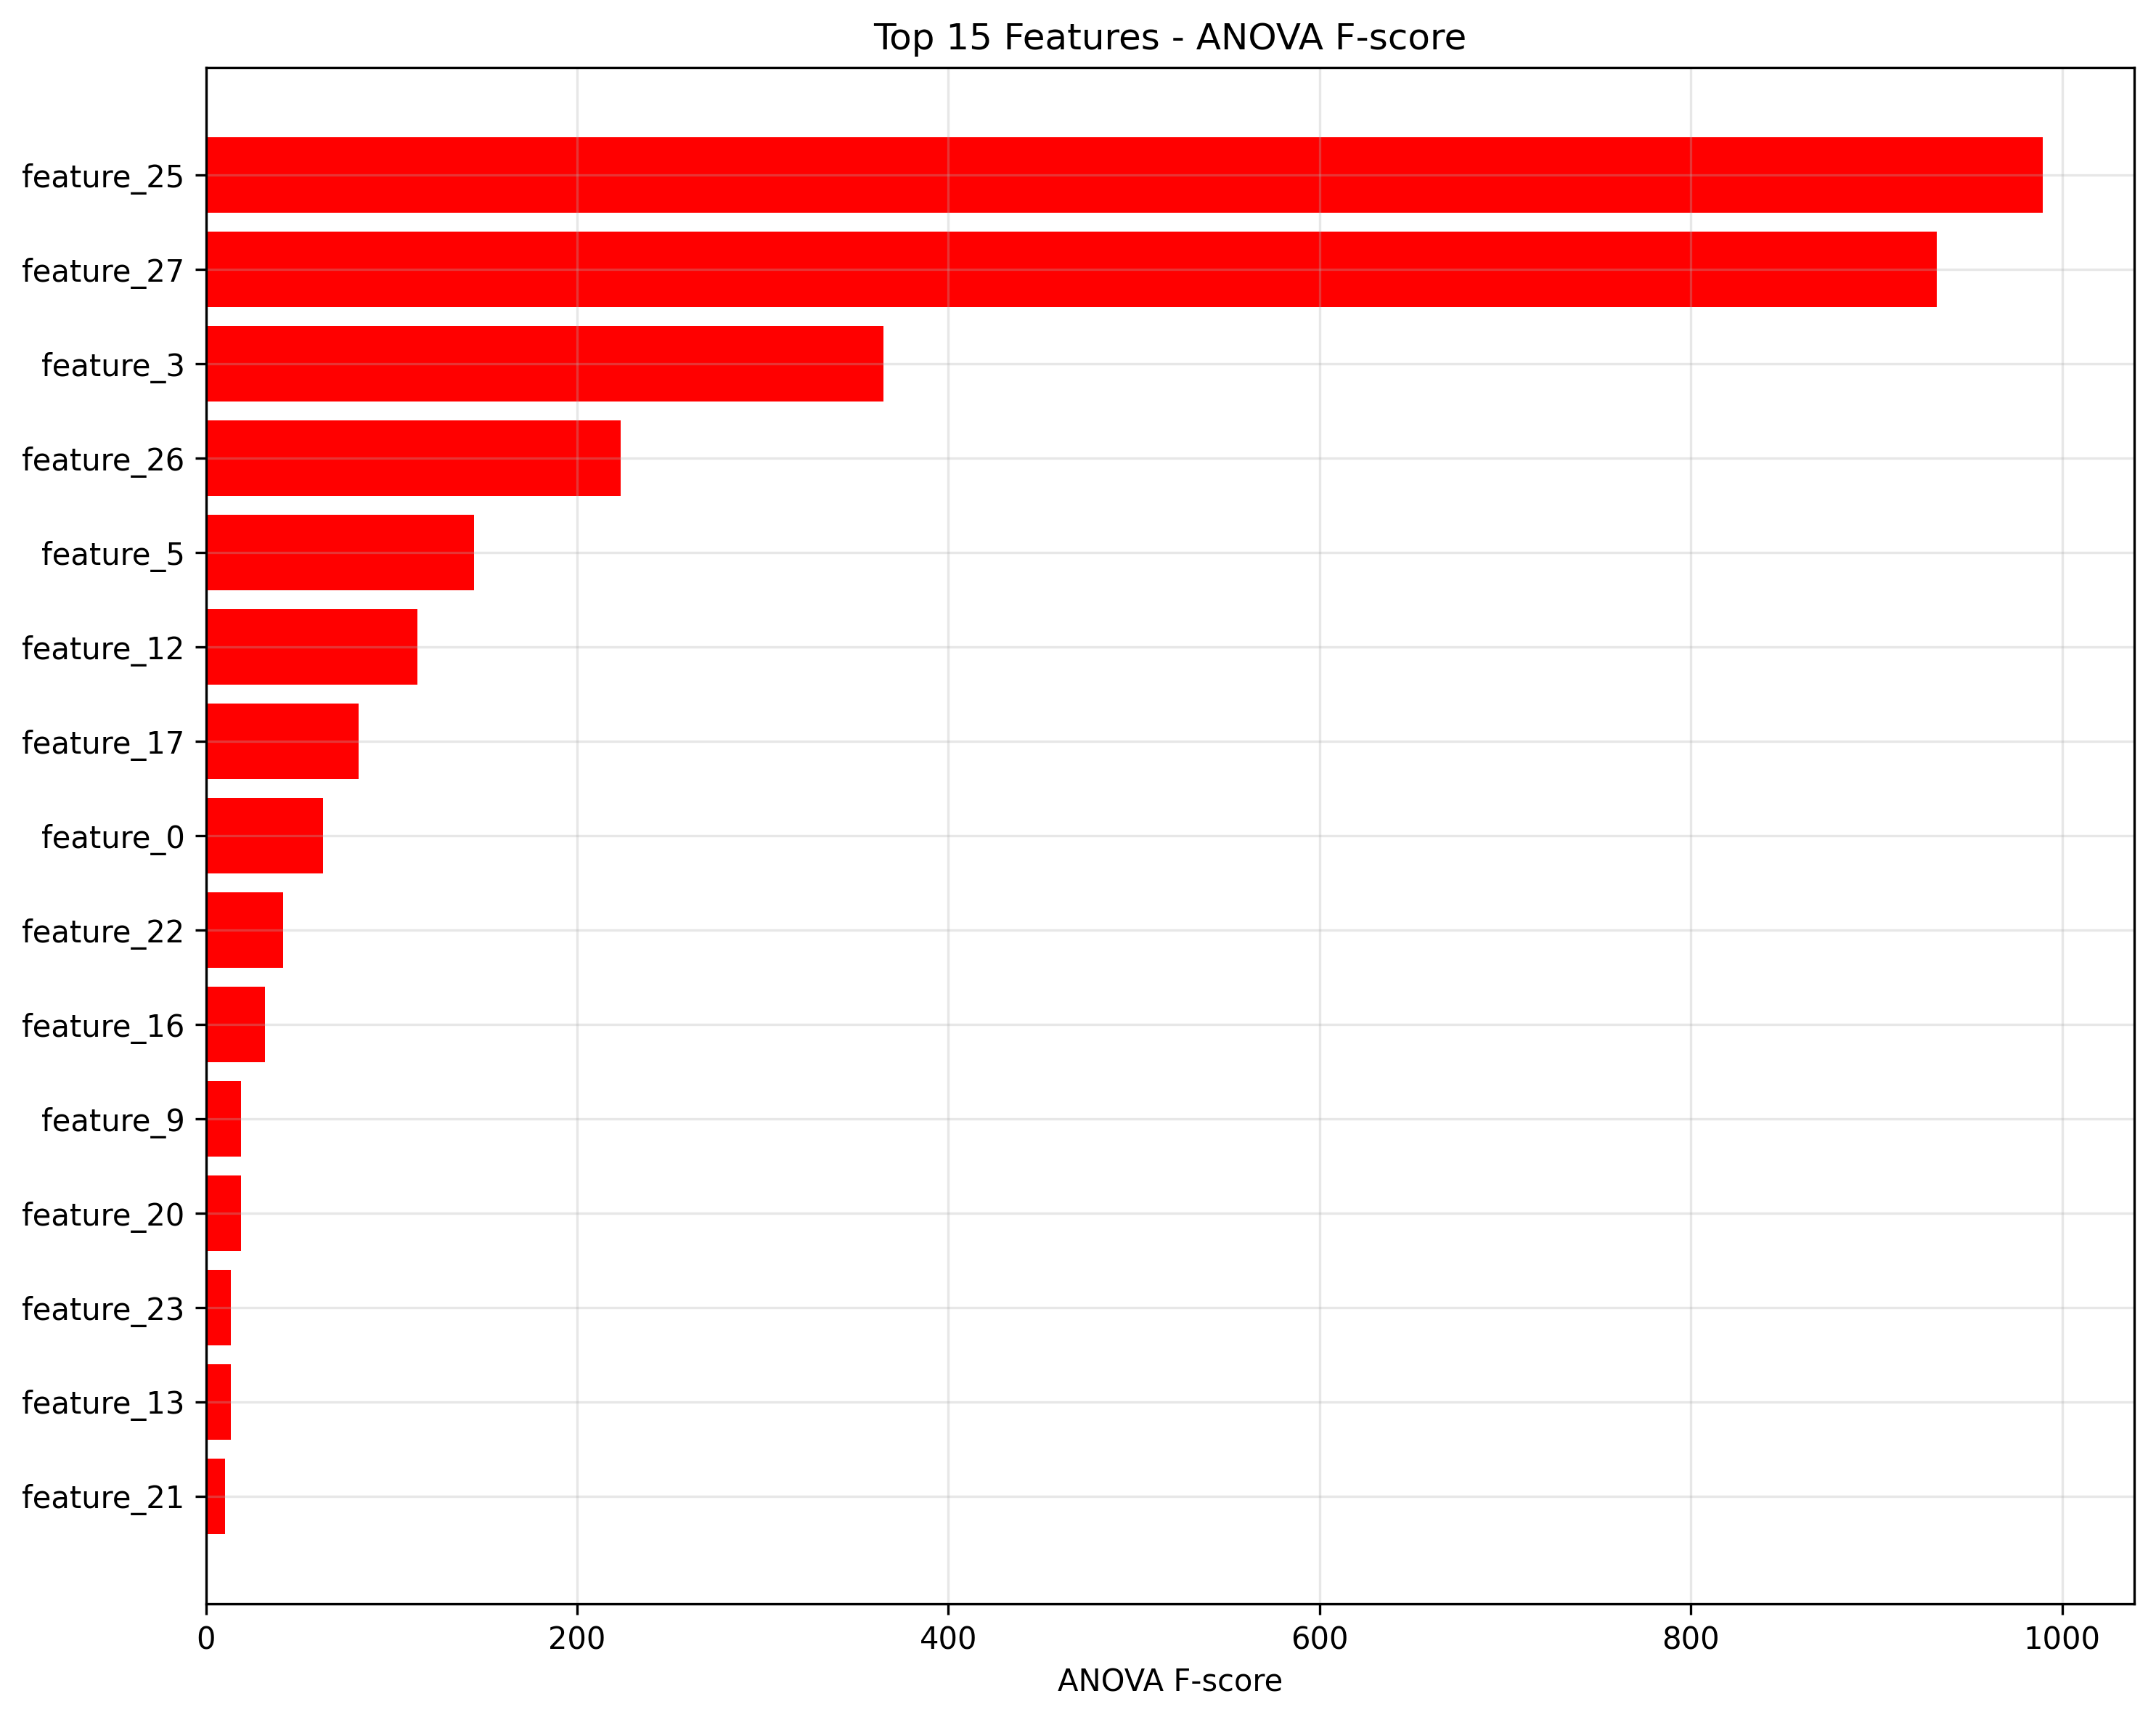 Top 15 Features - ANOVA F-score
feature_25
feature_27
feature_3
feature_26
feature_5
feature_12
feature_17
feature_0
feature_22
feature_16
feature_9
feature_20
feature_23
feature_13
feature_21
0 200 400 600 800 1000
ANOVA F-score